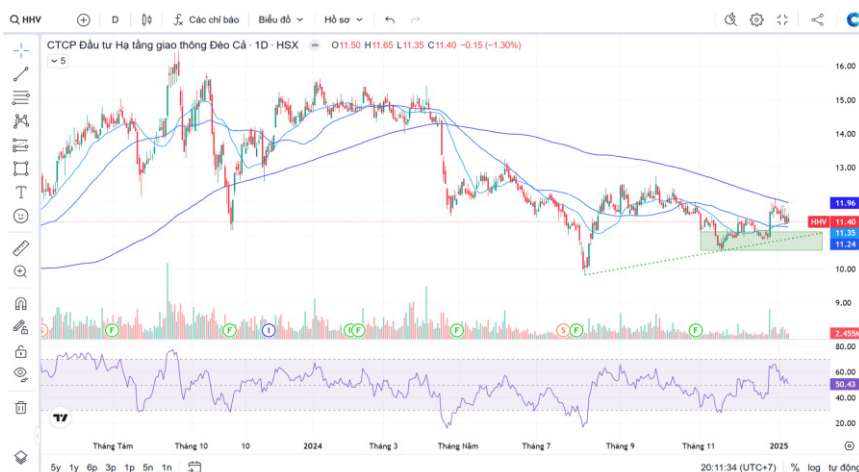 HHV D Các chỉ báo Biểu đồ Hồ sơ
CTCP Đầu tư Hạ tầng giao thông Đèo Cả · 1D · HSX O11.50 H11.65 L11.35 C11.40 −0.15 (−1.30%)
5
16.00
15.00
14.00
13.00
12.00
11.96
HHV 11.40
11.35
11.24
10.00
9.00
S F F I F F F S F F
2.455K
80.00
60.00
50.43
40.00
20.00
Tháng Tám Tháng 10 10 2024 Tháng 3 Tháng Năm Tháng 7 Tháng 9 Tháng 11 2025
5y 1y 6p 3p 1p 5n 1n 20:11:34 (UTC+7) % log tự động